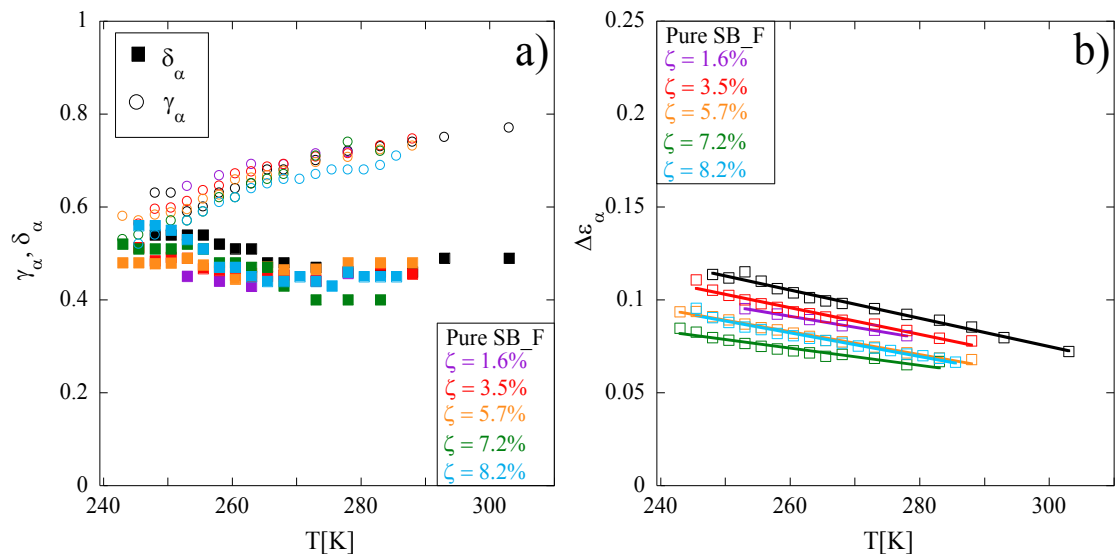 a)
δα
γα
1
0.8
0.6
0.4
0.2
0
γα, δα
Pure SB_F
ζ = 1.6%
ζ = 3.5%
ζ = 5.7%
ζ = 7.2%
ζ = 8.2%
240
260
280
300
T[K]
b)
Pure SB_F
ζ = 1.6%
ζ = 3.5%
ζ = 5.7%
ζ = 7.2%
ζ = 8.2%
0.25
0.2
0.15
0.1
0.05
0
Δεα
240
260
280
300
T[K]